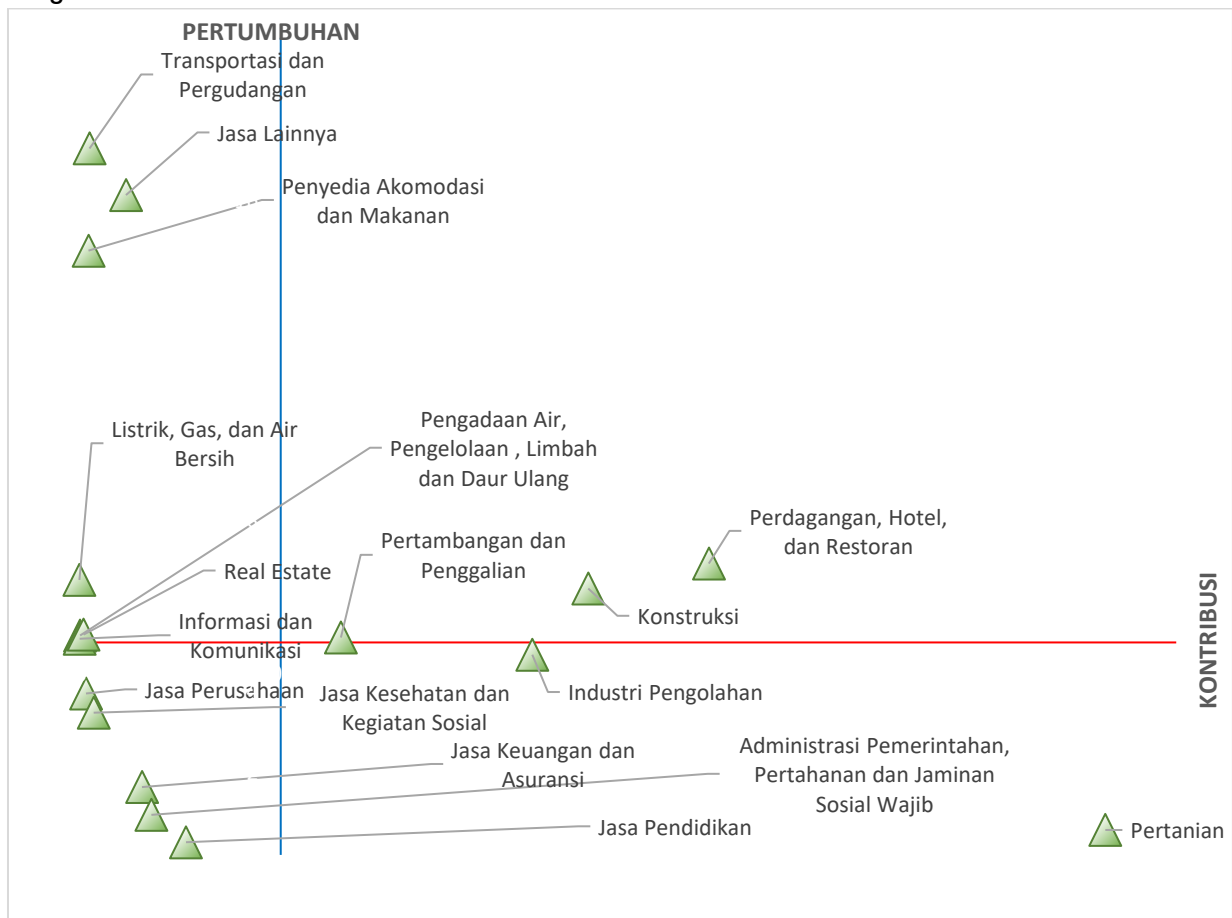 PERTUMBUHAN
Transportasi dan
Pergudangan
Jasa Lainnya
Penyedia Akomodasi
dan Makanan
Listrik, Gas, dan Air
Bersih
Pengadaan Air,
Pengelolaan , Limbah
dan Daur Ulang
Perdagangan, Hotel,
dan Restoran
Pertambangan dan
Penggalian
Real Estate
Konstruksi
Informasi dan
Komunikasi
KONTRIBUSI
Jasa Perusahaan
Jasa Kesehatan dan
Kegiatan Sosial
Industri Pengolahan
Jasa Keuangan dan
Asuransi
Administrasi Pemerintahan,
Pertahanan dan Jaminan
Sosial Wajib
Jasa Pendidikan
Pertanian